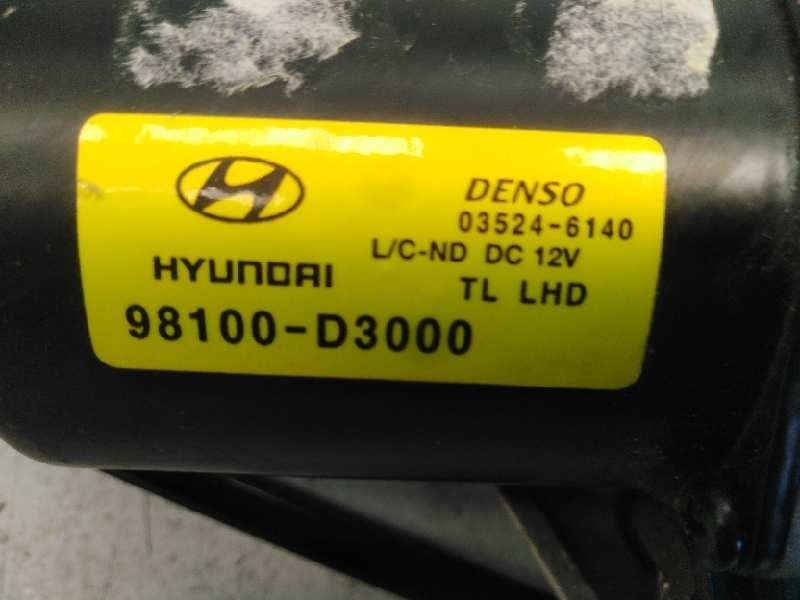 DENSO
03524-6140
L/C-ND DC 12V
HYUNDAI
TL LHD
98100-D3000